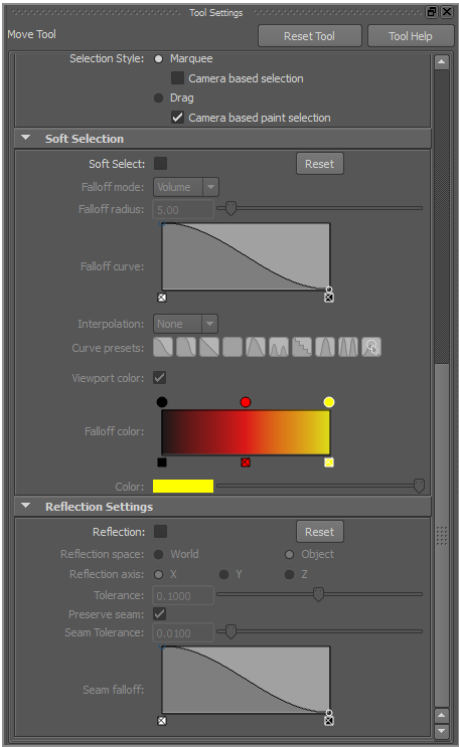 Tool Settings
Move Tool Reset Tool Tool Help
Selection Style: Marquee
Camera based selection
Drag
Camera based paint selection
Soft Selection
Soft Select: Reset
Falloff mode: Volume
Falloff radius: 5.00
Falloff curve:
Interpolation: None
Curve presets:
Viewport color:
Falloff color:
Color:
Reflection Settings
Reflection: Reset
Reflection space: World Object
Reflection axis: X Y Z
Tolerance: 0.1000
Preserve seam:
Seam Tolerance: 0.0100
Seam falloff: